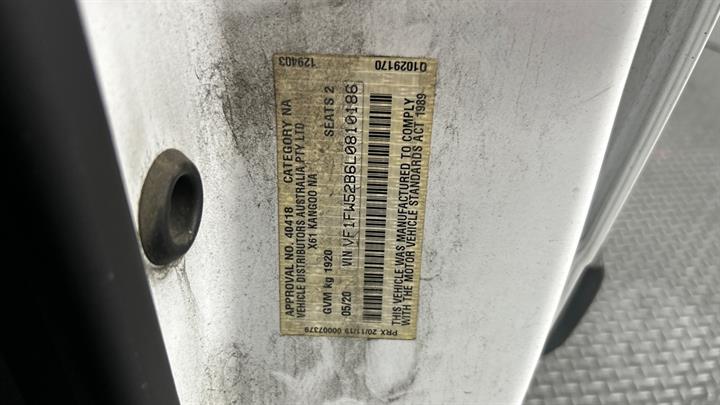 129403 Q1029170
APPROVAL NO. 40418 CATEGORY NA
VEHICLE DISTRIBUTORS AUSTRALIA PTY LTD
X61 KANGOO NA
GVM kg 1920 SEATS 2
05/20 VIN VF1FW52B6L0810186
THIS VEHICLE WAS MANUFACTURED TO COMPLY
WITH THE MOTOR VEHICLE STANDARDS ACT 1989
PRX 20/11/19 00007379